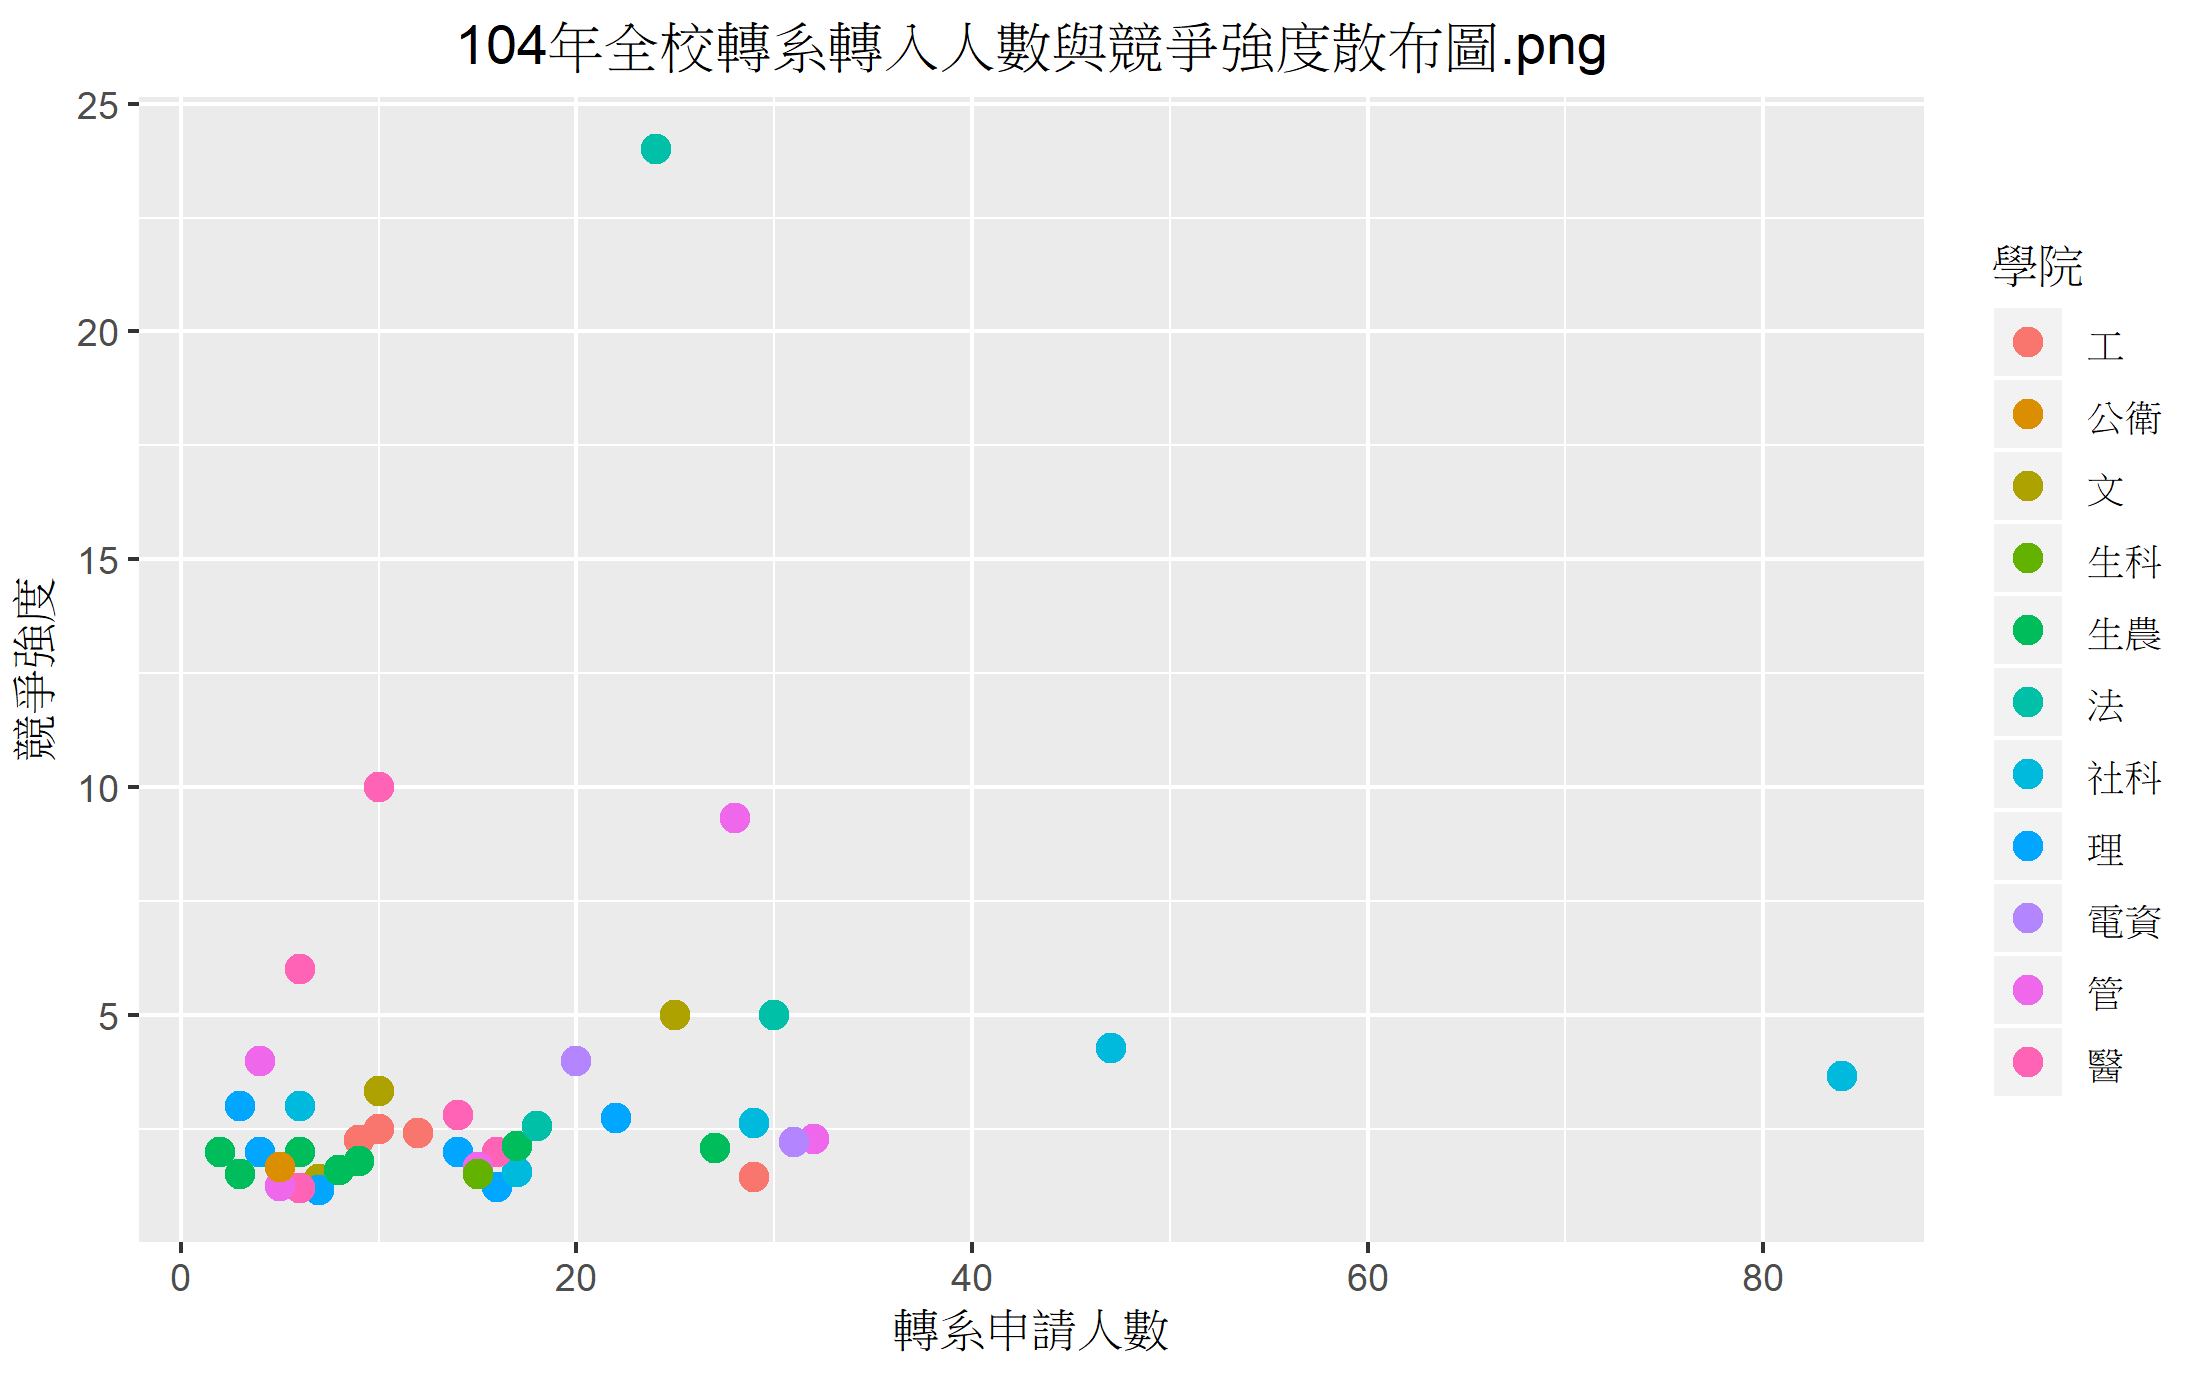 104年全校轉系轉入人數與競爭強度散布圖.png
競爭強度
25
20
15
10
5
0
20
40
60
80
轉系申請人數
學院
工
公衛
文
生科
生農
法
社科
理
電資
管
醫